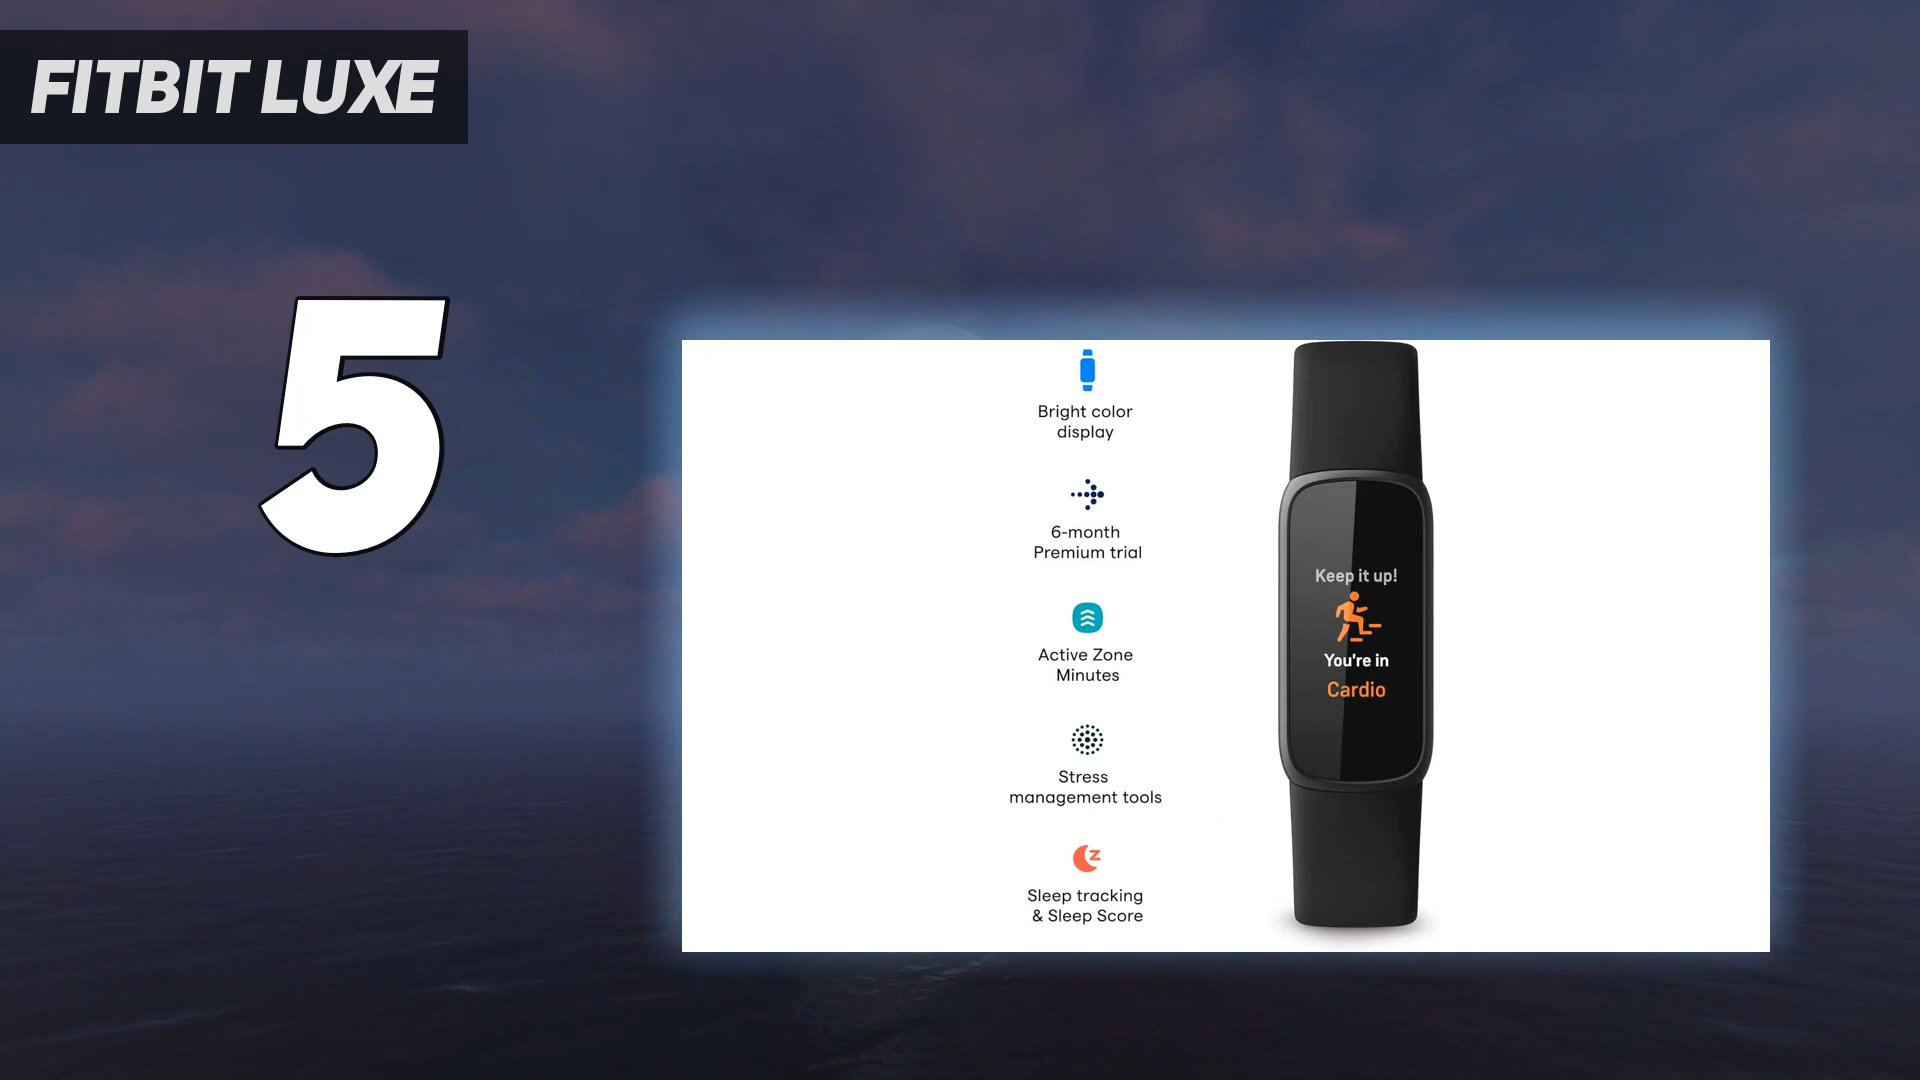 FITBIT LUXE
5
Bright color
display
6-month
Premium trial
Active Zone
Minutes
Stress
management tools
Sleep tracking
& Sleep Score
Keep it up!
You're in
Cardio